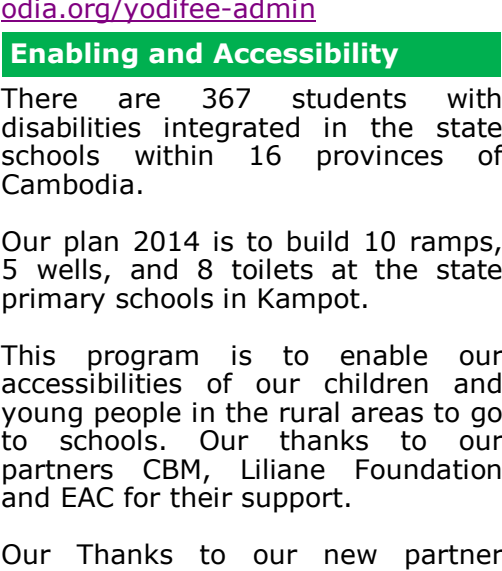 odia.org/yodifee-admin
Enabling and Accessibility
There are 367 students with
disabilities integrated in the state
schools within 16 provinces of
Cambodia.
Our plan 2014 is to build 10 ramps,
5 wells, and 8 toilets at the state
primary schools in Kampot.
This program is to enable our
accessibilities of our children and
young people in the rural areas to go
to schools. Our thanks to our
partners CBM, Liliane Foundation
and EAC for their support.
Our Thanks to our new partner